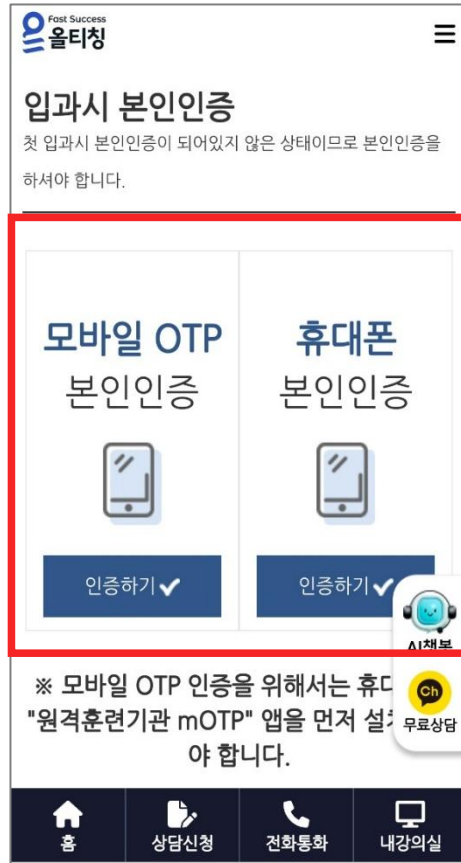 Fast Success
올티칭
입과시 본인인증
첫 입과시 본인인증이 되어있지 않은 상태이므로 본인인증을
하셔야 합니다.
모바일 OTP
본인인증
인증하기
휴대폰
본인인증
인증하기
AI챗봇
Ch
무료상담
※ 모바일 OTP 인증을 위해서는
"원격훈련기관 mOTP" 앱을 먼저
야 합니다.
홈
상담신청
전화통화
내강의실